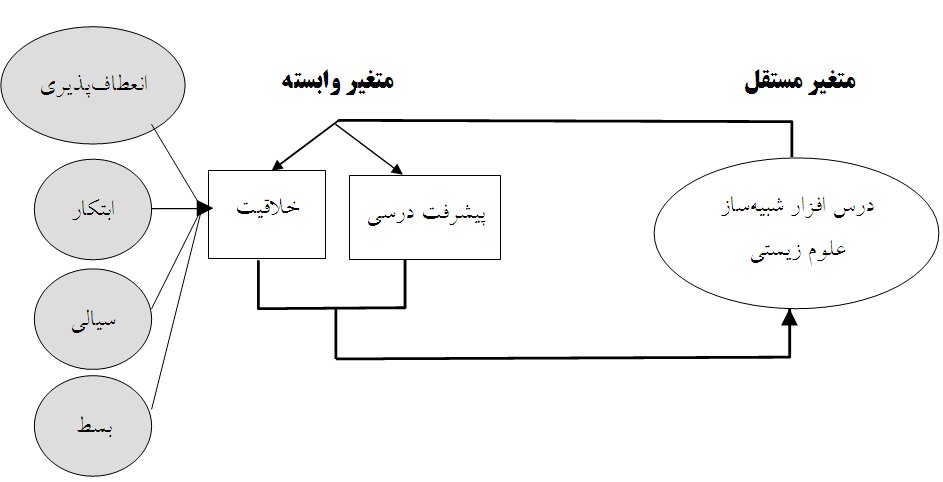 متغیر مستقل
متغیر وابسته
درس افزار شبیه‌ساز
علوم زیستی
پیشرفت درسی
خلاقیت
انعطاف‌پذیری
ابتکار
سیالی
بسط